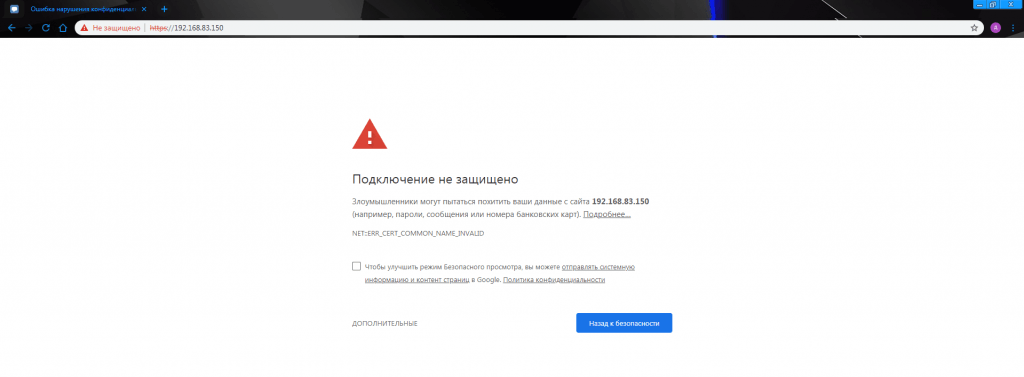 Ошибка нарушения конфиденциал
Не защищено https://192.168.83.150
Подключение не защищено
Злоумышленники могут пытаться похитить ваши данные с сайта 192.168.83.150
(например, пароли, сообщения или номера банковских карт). Подробнее...
NET::ERR_CERT_COMMON_NAME_INVALID
Чтобы улучшить режим Безопасного просмотра, вы можете отправлять системную
информацию и контент страниц в Google. Политика конфиденциальности
ДОПОЛНИТЕЛЬНЫЕ
Назад к безопасности